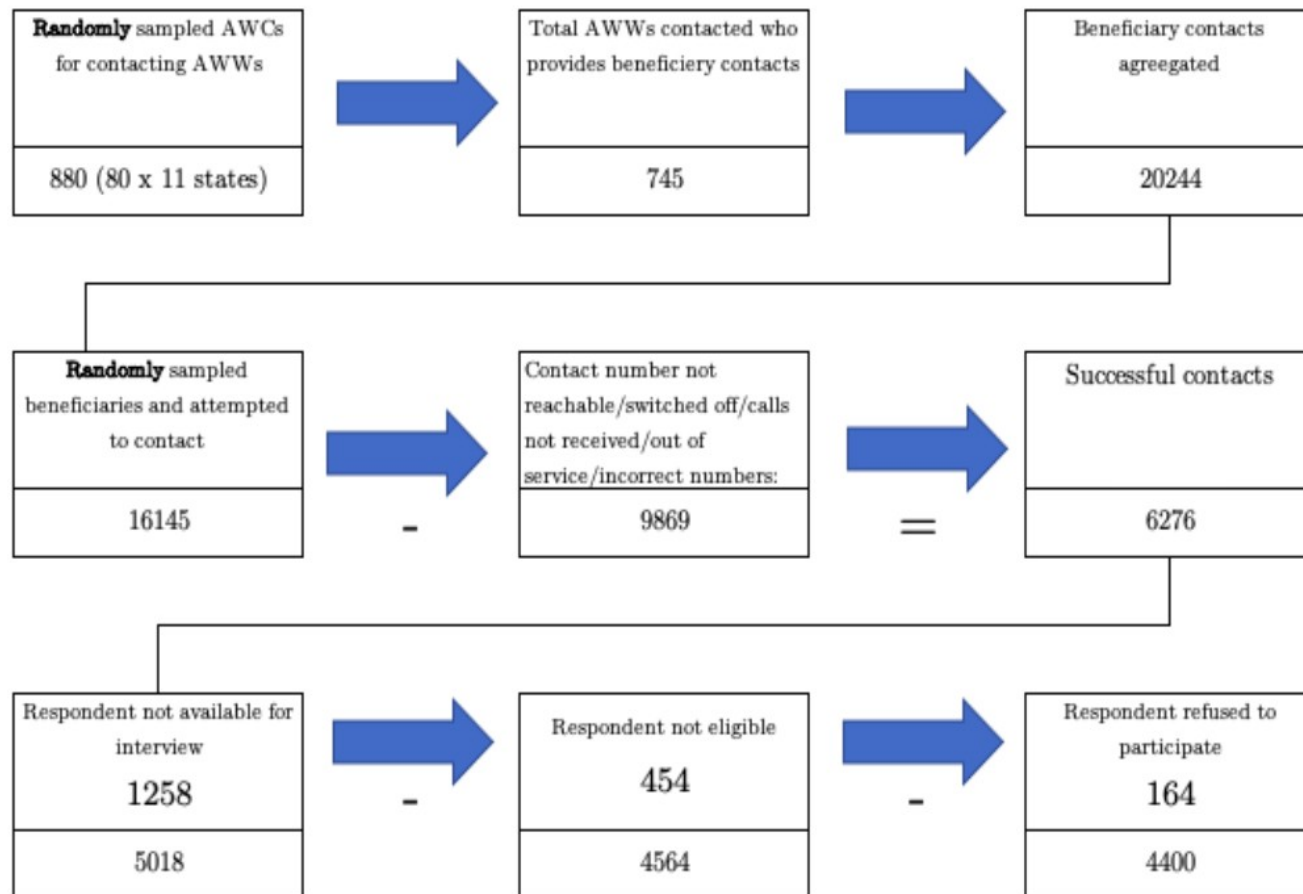 Randomly sampled AWCs
for contacting AWWs
880 (80 x 11 states)
Total AWWs contacted who
provides beneficiery contacts
745
Beneficiary contacts
agreegated
20244
Randomly sampled
beneficiaries and attempted
to contact
16145
-
Contact number not
reachable/switched off/calls
not received/out of
service/incorrect numbers:
9869
=
Successful contacts
6276
Respondent not available for
interview
1258
5018
-
Respondent not eligible
454
4564
-
Respondent refused to
participate
164
4400